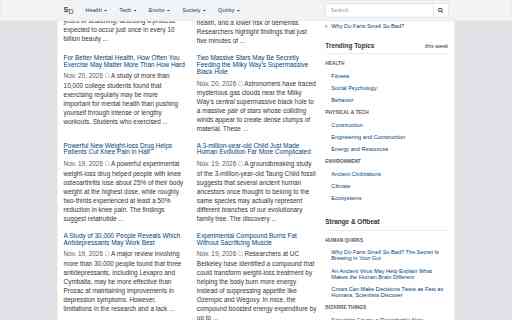 SD Health Tech Enviro Society Quirky Search
expected to occur just once in every 10
billion ...
For Better Mental Health, How Often You
Exercise May Matter More Than How Hard
Nov. 20, 2026 — A study of more than
10,000 college students found that
exercising regularly may be more
important for mental health than pushing
yourself through intense or lengthy
workouts. Students who exercised ...
Powerful New Weight-loss Drug Helps
Patients Cut Knee Pain in Half
Nov. 19, 2026 — A powerful experimental
weight-loss drug helped people with knee
osteoarthritis lose about 25% of their body
weight at the highest dose, while roughly
two-thirds experienced at least a 50%
reduction in knee pain. The findings
suggest retatrutide ...
A Study of 30,000 People Reveals Which
Antidepressants May Work Best
Nov. 19, 2026 — A major review involving
more than 30,000 people found that three
antidepressants, including Lexapro and
Cymbalta, may be more effective than
Prozac at maintaining improvements in
depression symptoms. However,
limitations in the research and a lack ...
health, and a lower risk of dementia.
Researchers highlight findings that just
five minutes of ...
Two Massive Stars May Be Secretly
Feeding the Milky Way's Supermassive
Black Hole
Nov. 20, 2026 — Astronomers have traced
mysterious gas clouds near the Milky
Way's central supermassive black hole to
a massive pair of stars whose colliding
winds appear to create dense clumps of
material. These ...
A 3-million-year-old Child Just Made
Human Evolution Far More Complicated
Nov. 19, 2026 — A groundbreaking study
of the 3-million-year-old Taung Child fossil
suggests that several ancient human
ancestors once thought to belong to the
same species may actually represent
different branches of our evolutionary
family tree. The discovery ...
Experimental Compound Burns Fat
Without Sacrificing Muscle
Nov. 19, 2026 — Researchers at UC
Berkeley have identified a compound that
could transform weight-loss treatment by
helping the body burn more energy
instead of suppressing appetite like
Ozempic and Wegovy. In mice, the
compound boosted energy expenditure by
up to ...
Why Do Farts Smell So Bad?
Trending Topics this week
HEALTH
Fitness
Social Psychology
Behavior
PHYSICAL & TECH
Construction
Engineering and Construction
Energy and Resources
ENVIRONMENT
Ancient Civilizations
Climate
Ecosystems
Strange & Offbeat
HUMAN QUIRKS
Why Do Farts Smell So Bad? The Secret Is
Brewing in Your Gut
An Ancient Virus May Help Explain What
Makes the Human Brain Different
Crows Can Make Decisions Twice as Fast as
Humans, Scientists Discover
BIZARRE THINGS